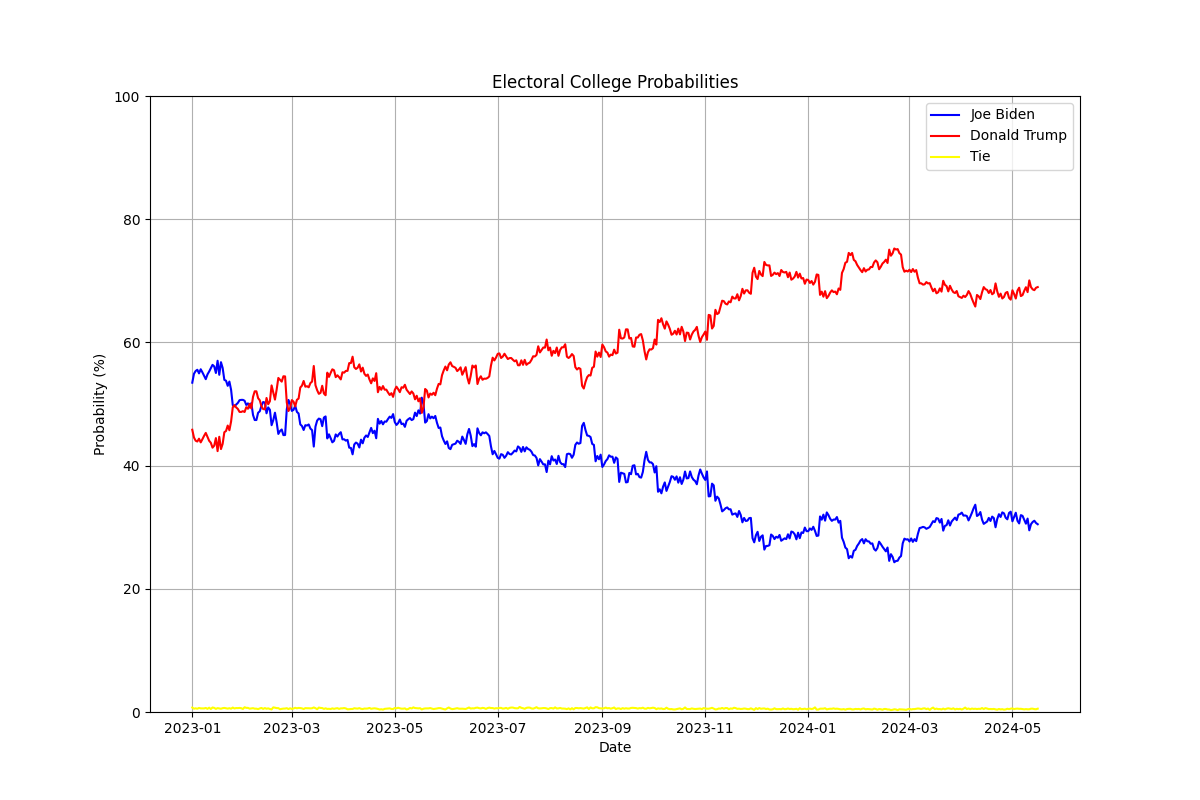 Electoral College Probabilities
100
80
60
40
20
0
Probability (%)
Joe Biden
Donald Trump
Tie
2023-01 2023-03 2023-05 2023-07 2023-09 2023-11 2024-01 2024-03 2024-05
Date